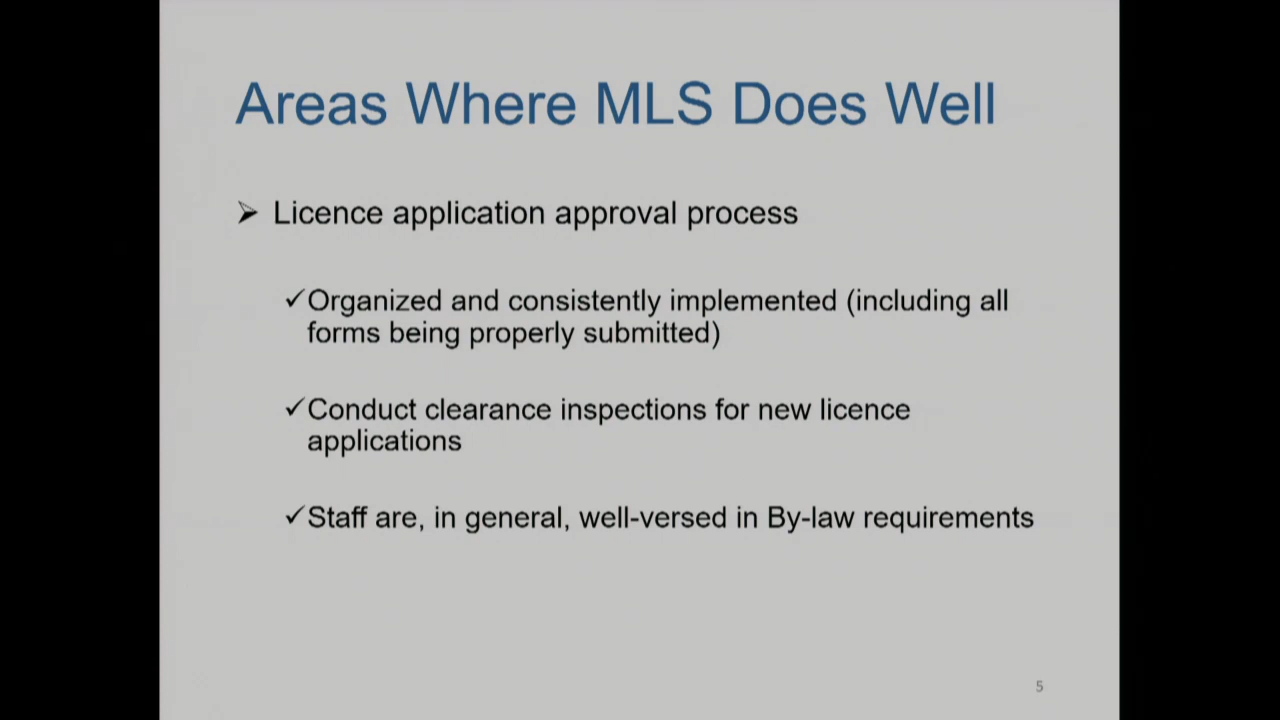 Areas Where MLS Does Well
➢ Licence application approval process
✓Organized and consistently implemented (including all
forms being properly submitted)
✓Conduct clearance inspections for new licence
applications
✓Staff are, in general, well-versed in By-law requirements
5